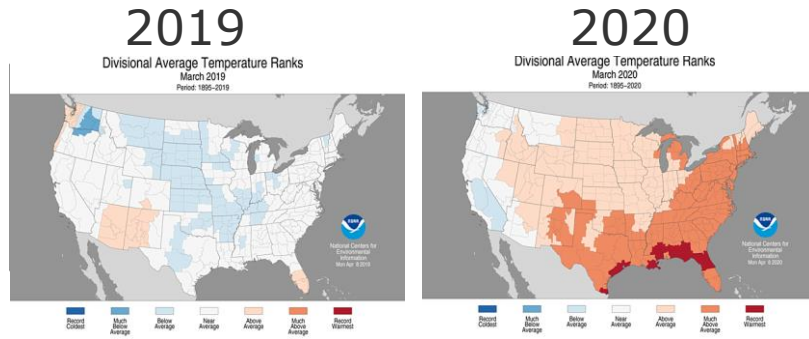 2019
Divisional Average Temperature Ranks
March 2019
Period: 1895–2019
National Centers for
Environmental
Information
Record
Coldest
Much
Below
Average
Below
Average
Near
Average
Above
Average
Much
Above
Average
Record
Warmest
2020
Divisional Average Temperature Ranks
March 2020
Period: 1895–2020
National Centers for
Environmental
Information
Record
Coldest
Much
Below
Average
Below
Average
Near
Average
Above
Average
Much
Above
Average
Record
Warmest